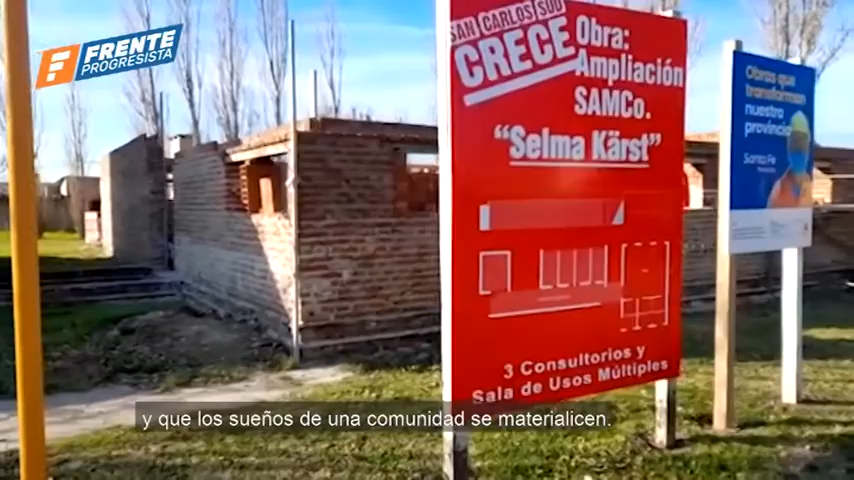 FRENTE
PROGRESISTA
SAN CARLOS SUD
CRECE
Obra:
Ampliación
SAMCo.
"Selma Kärst"
3 Consultorios y
Sala de Usos Múltiples
Obras que
transforman
nuestra
provincia
Santa Fe
y que los sueños de una comunidad se materialicen.